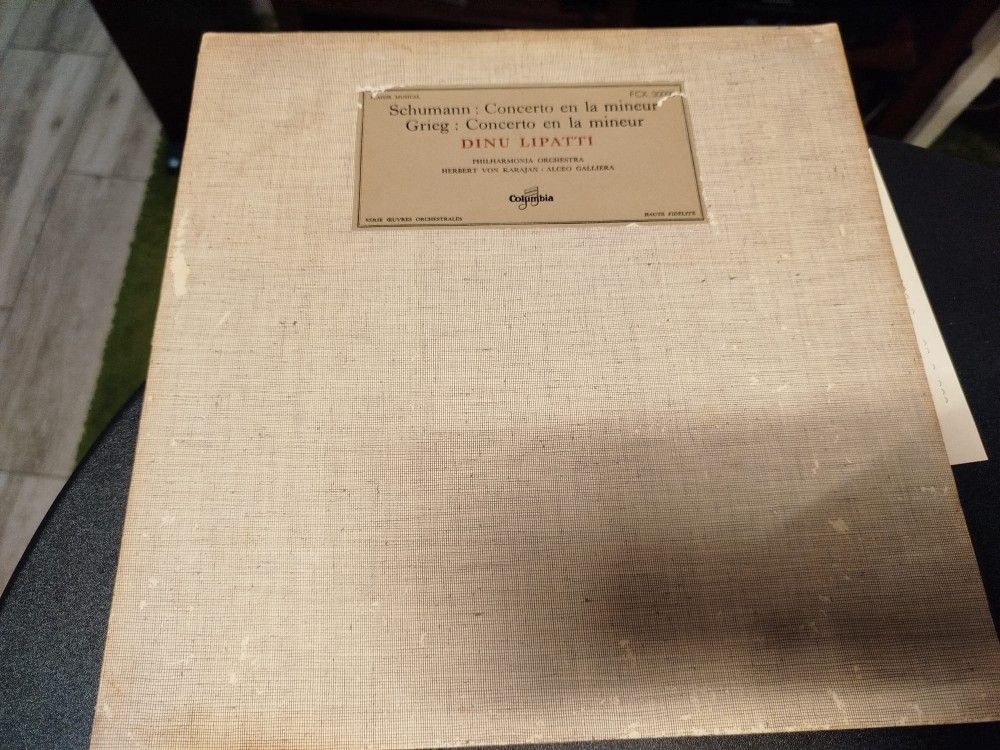 Schumann : Concerto en la mineur
Grieg : Concerto en la mineur
DINU LIPATTI
PHILHARMONIA ORCHESTRA
HERBERT VON KARAJAN - ALCEO GALLIERA
Columbia
SÉRIE ŒUVRES ORCHESTRALES
HAUTE FIDÉLITÉ